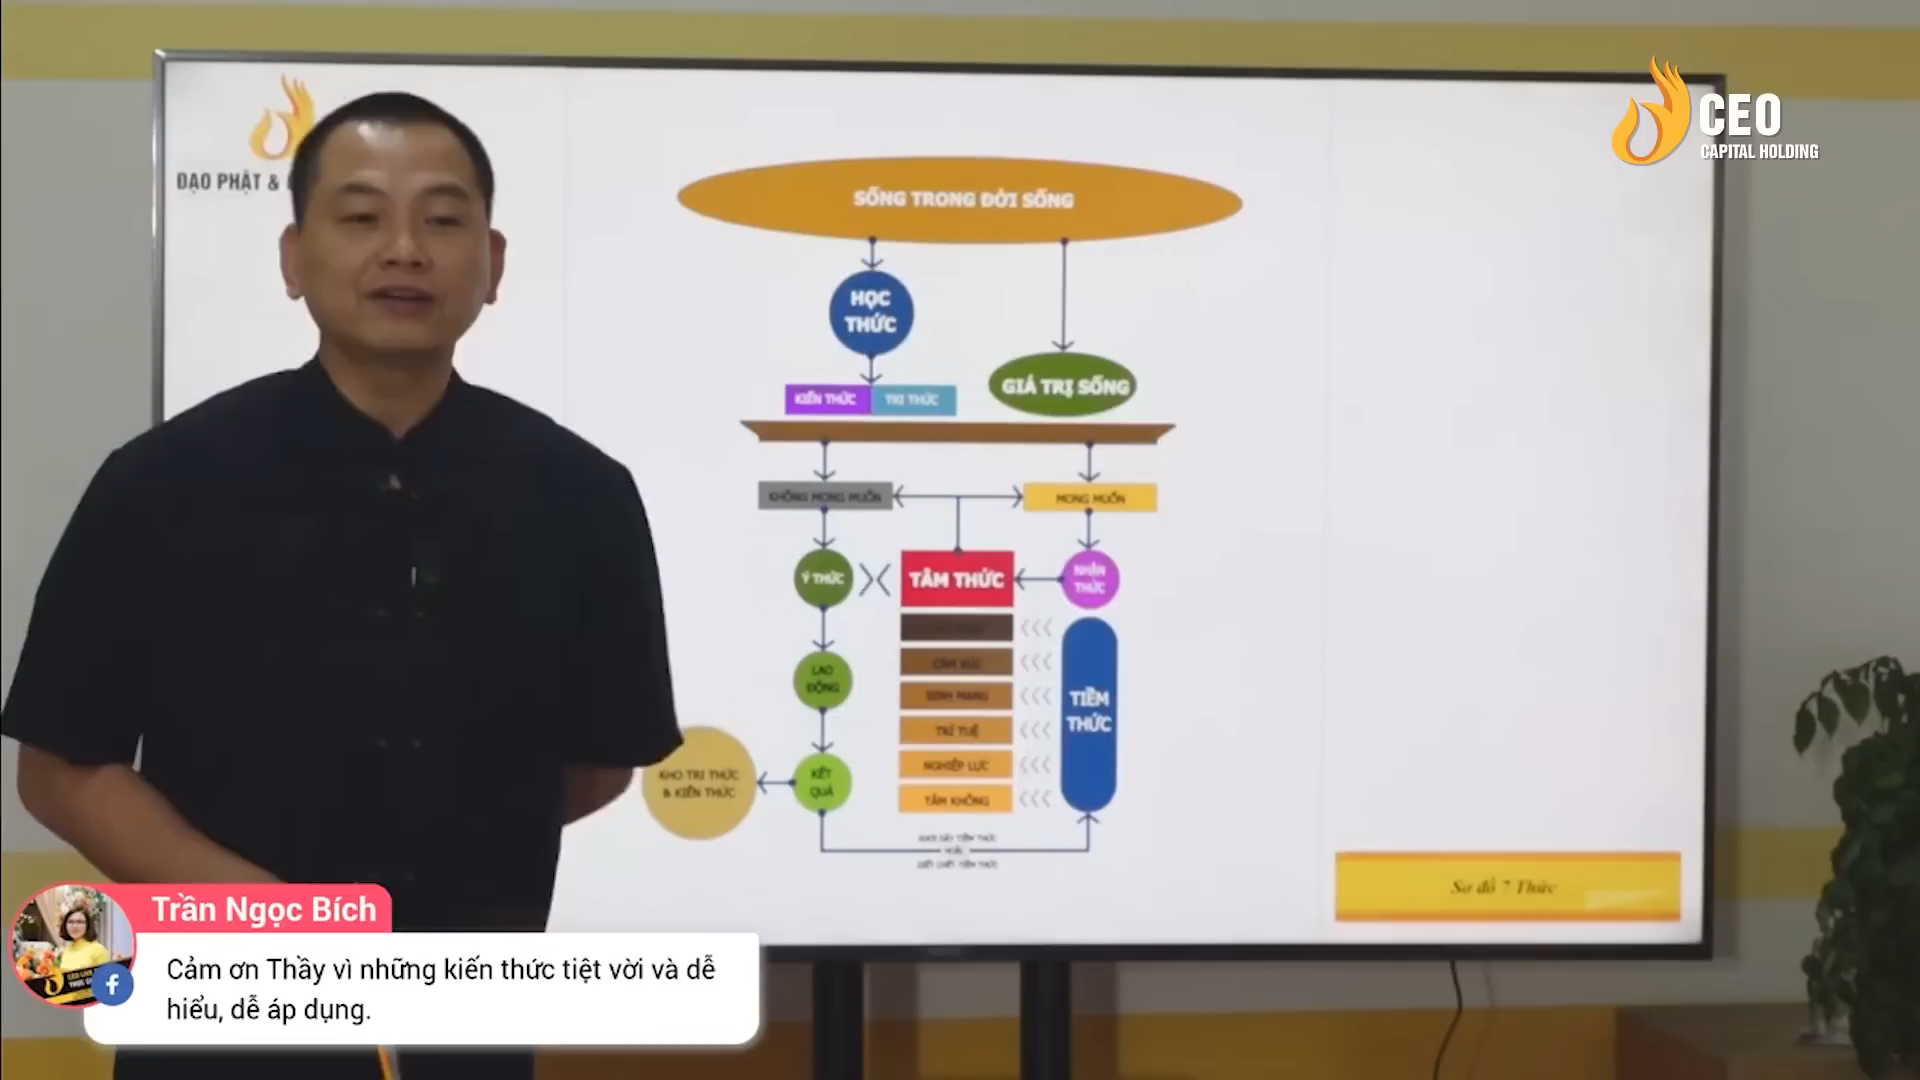 CEO
CAPITAL HOLDING
ĐẠO PHẬT &
SỐNG TRONG ĐỜI SỐNG
HỌC
THỨC
GIÁ TRỊ SỐNG
KIẾN THỨC
TRI THỨC
KHÔNG MONG MUỐN
MONG MUỐN
Ý THỨC
TÂM THỨC
NHẬN
THỨC
CẢM XÚC
LAO
ĐỘNG
TIỀM
THỨC
TRÍ TUỆ
NGHIỆP LỰC
TÂM KHÔNG
KẾT
QUẢ
KHO TRI THỨC
& KIẾN THỨC
Sơ đồ 7 Thức
Trần Ngọc Bích
Cảm ơn Thầy vì những kiến thức tiệt vời và dễ
hiểu, dễ áp dụng.